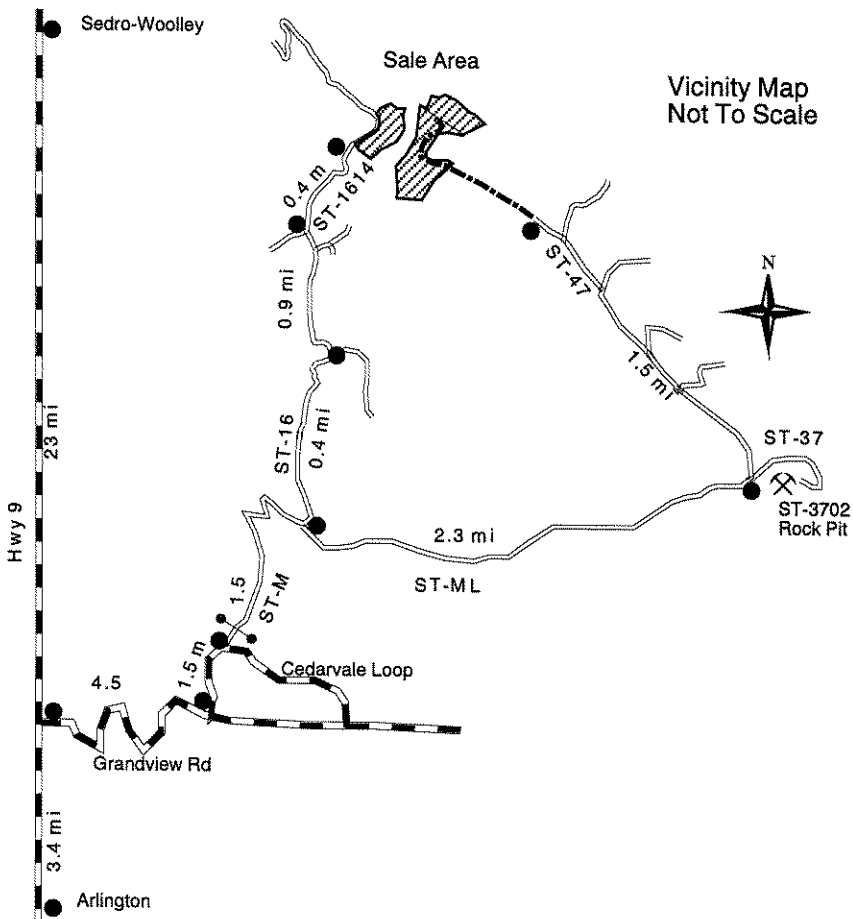 Sedro-Woolley
Sale Area
Vicinity Map
Not To Scale
0.4 m
ST-1614
ST-47
N
0.9 mi
1.5 mi
23 mi
ST-16
0.4 mi
ST-37
ST-3702
Rock Pit
Hwy 9
2.3 mi
ST-ML
1.5
ST-M
1.5 m
Cedarvale Loop
4.5
Grandview Rd
3.4 mi
Arlington